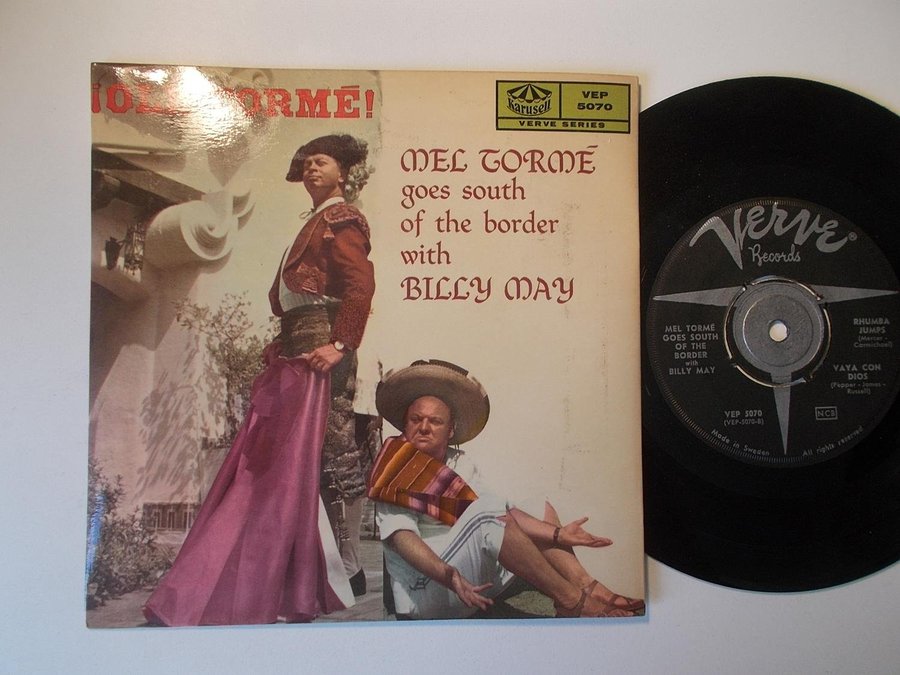 ¡OLÉ TORMÉ!
Karusell
VEP
5070
VERVE SERIES
MEL TORMÉ
goes south
of the border
with
BILLY MAY
Verve®
Records
MEL TORMÉ
GOES SOUTH
OF THE
BORDER
with
BILLY MAY
RHUMBA
JUMPS
(Mercer -
Carmichael)
VAYA CON
DIOS
(Pepper - James -
Russell)
VEP 5070
(VEP-5070-B)
NCB
Made in Sweden
All rights reserved